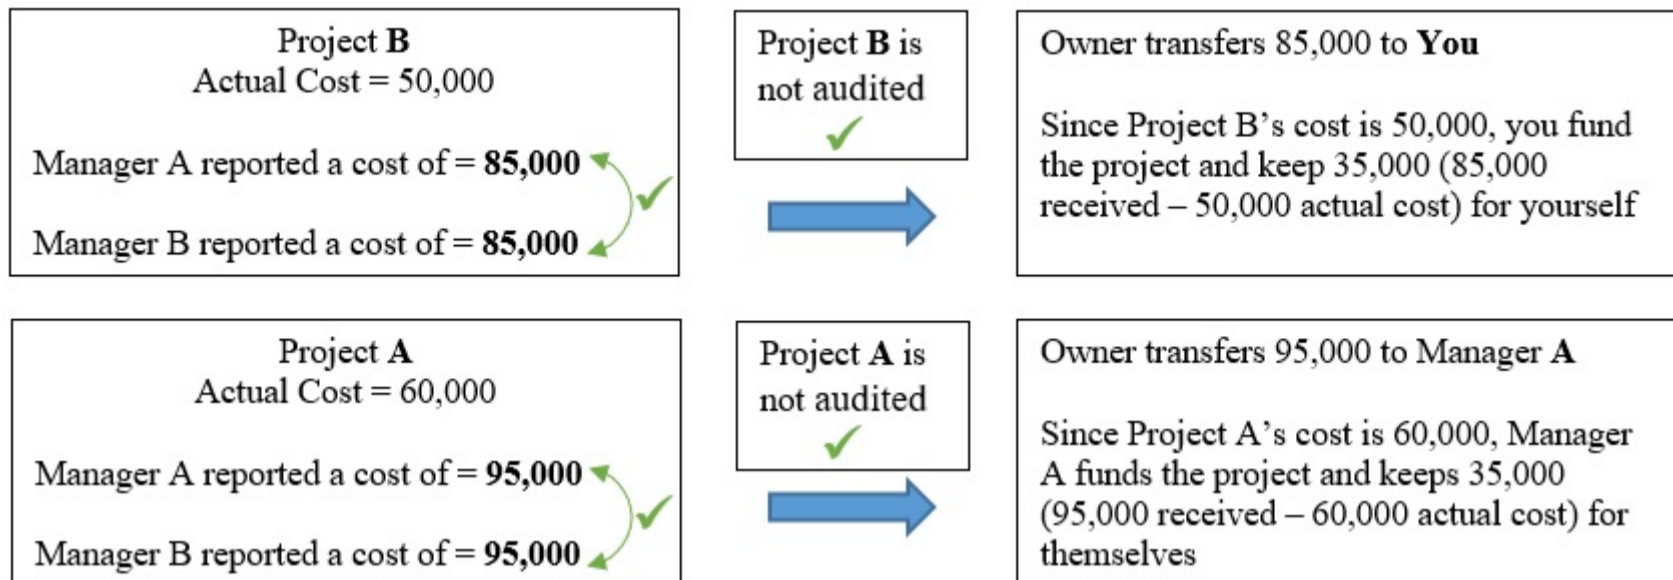 Project B
Actual Cost = 50,000
Manager A reported a cost of = 85,000
Manager B reported a cost of = 85,000
Project B is
not audited
Owner transfers 85,000 to You
Since Project B’s cost is 50,000, you fund
the project and keep 35,000 (85,000
received – 50,000 actual cost) for yourself
Project A
Actual Cost = 60,000
Manager A reported a cost of = 95,000
Manager B reported a cost of = 95,000
Project A is
not audited
Owner transfers 95,000 to Manager A
Since Project A’s cost is 60,000, Manager
A funds the project and keeps 35,000
(95,000 received – 60,000 actual cost) for
themselves